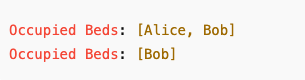 Occupied Beds: [Alice, Bob]
Occupied Beds: [Bob]